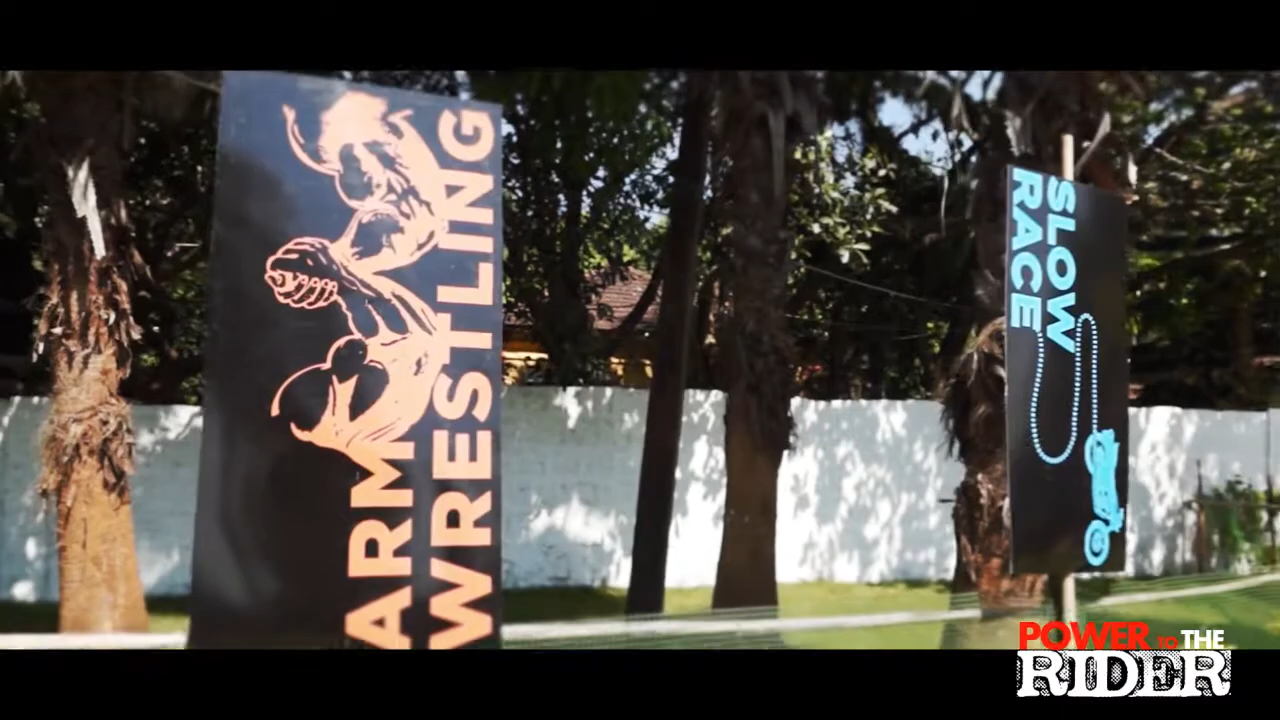 ARM
WRESTLING
SLOW
RACE
POWER TO THE
RIDER